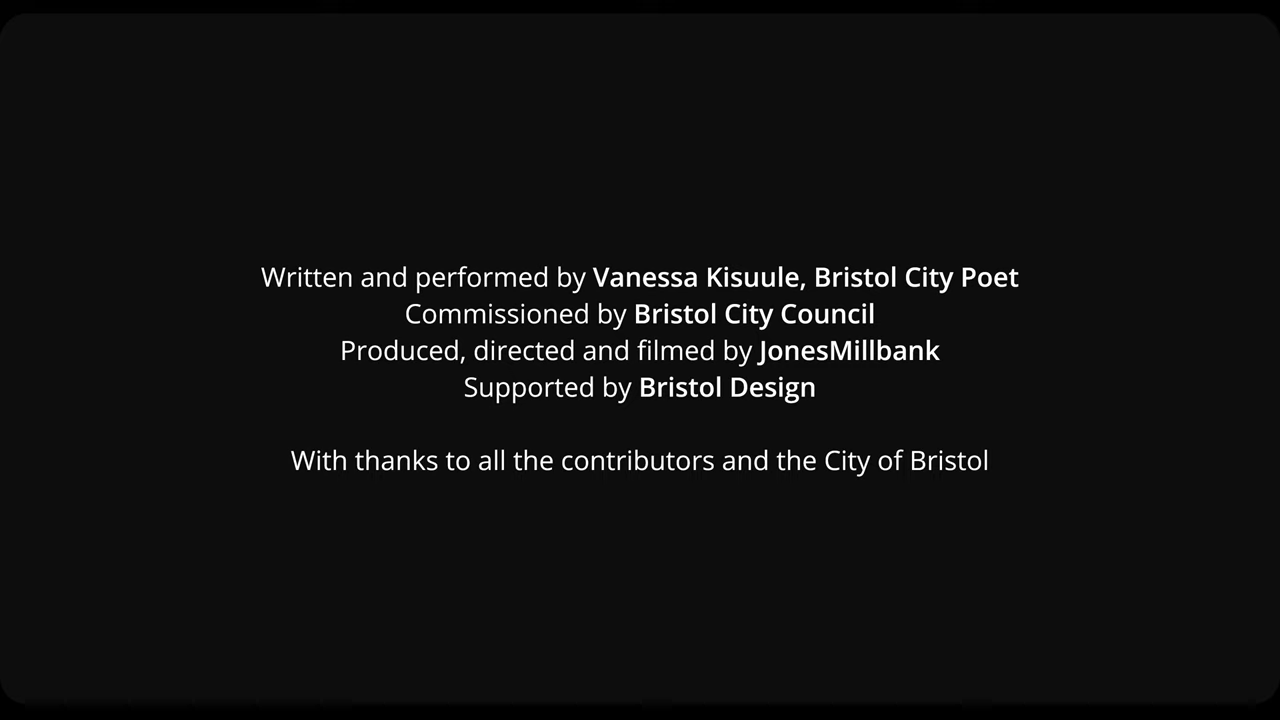 Written and performed by Vanessa Kisuule, Bristol City Poet
Commissioned by Bristol City Council
Produced, directed and filmed by JonesMillbank
Supported by Bristol Design
With thanks to all the contributors and the City of Bristol